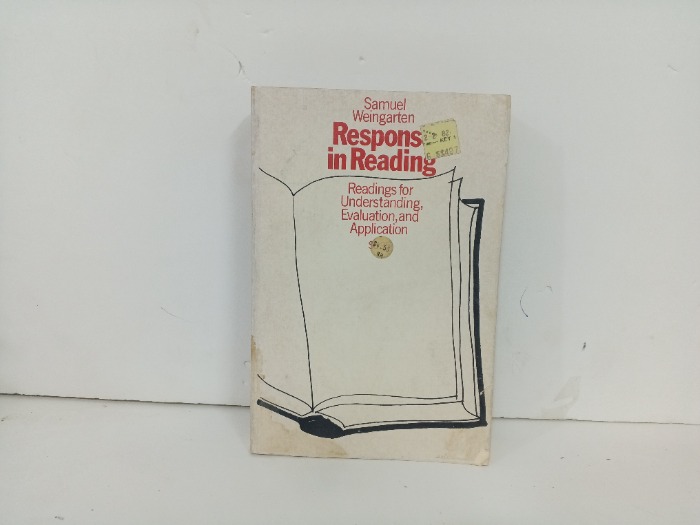 Samuel
Weingarten
Respons
in Reading
Readings for
Understanding,
Evaluation, and
Application